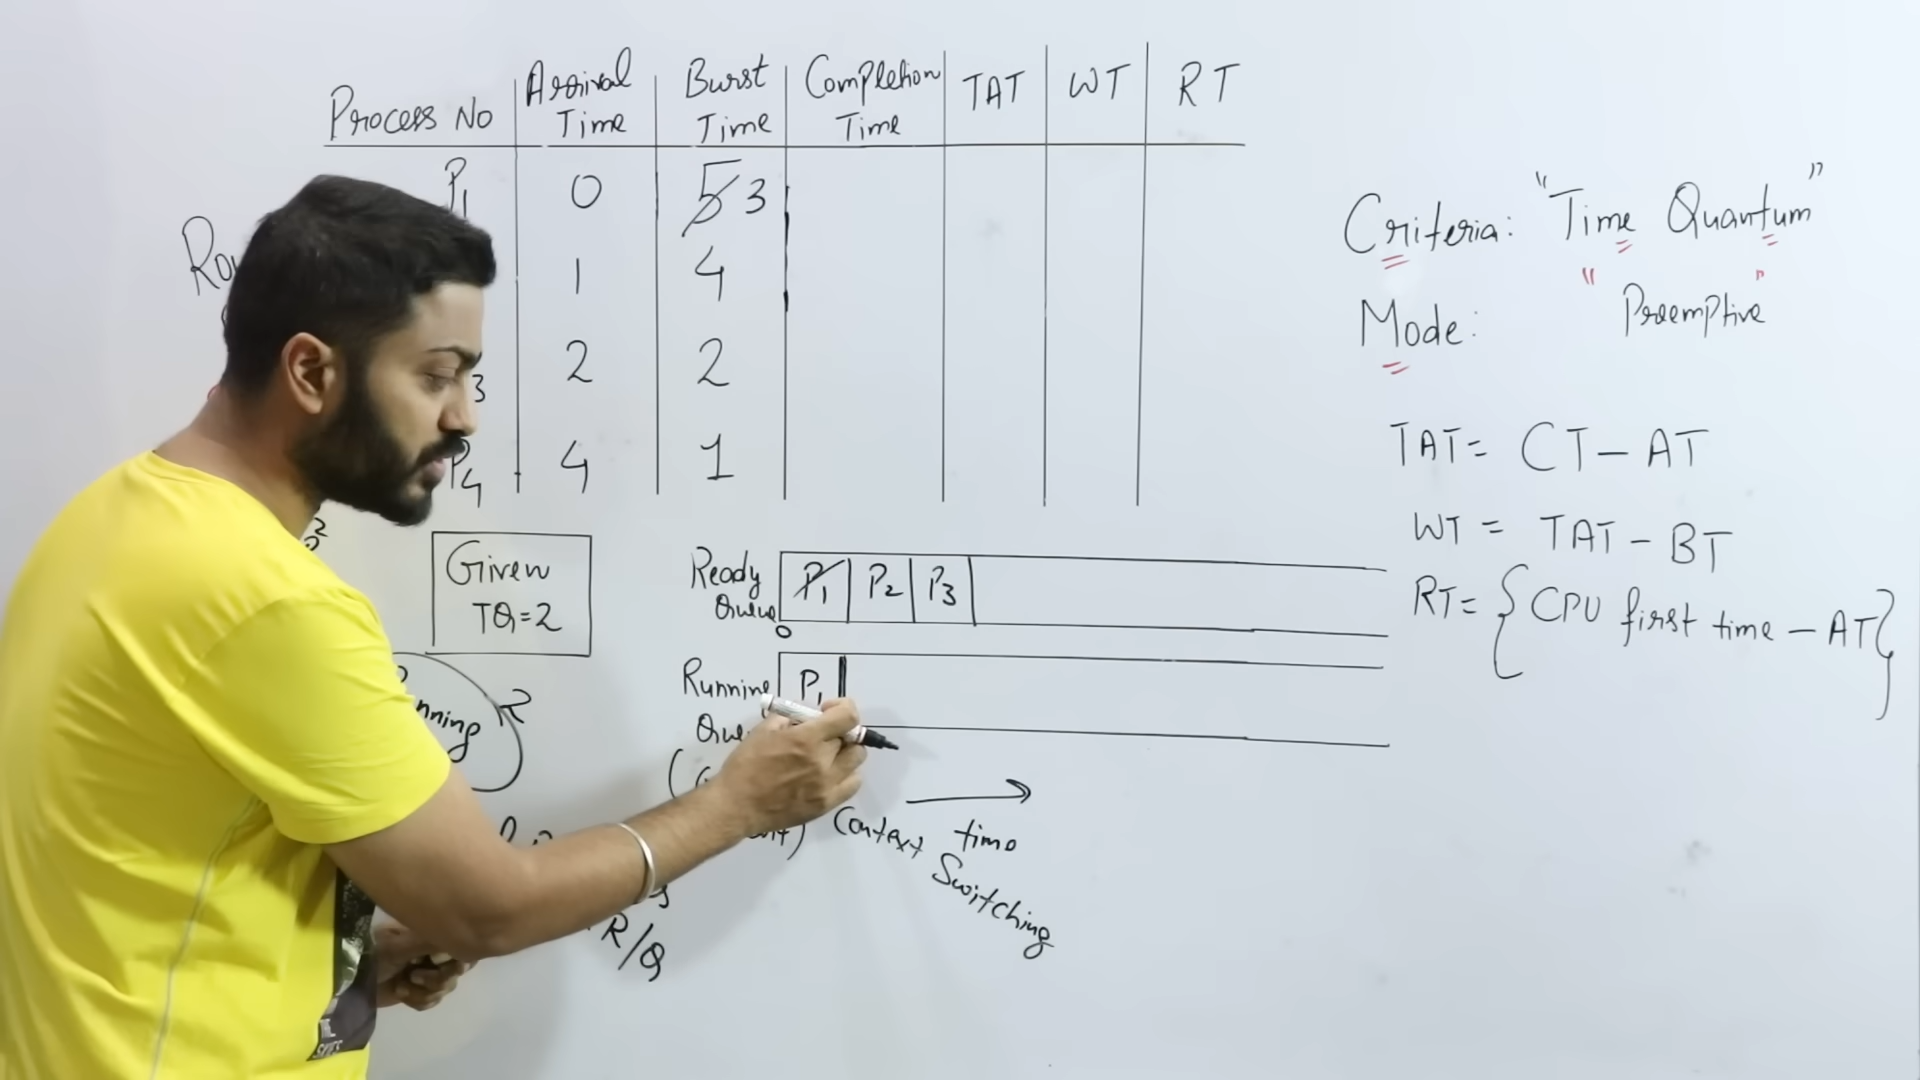 Process No | Arrival Time | Burst Time | Completion Time | TAT | WT | RT
P1 | 0 | 5 3
1 | 4
3 | 2 | 2
P4 | 4 | 1
Criteria: "Time Quantum"
Mode: "Preemptive"
TAT = CT - AT
WT = TAT - BT
RT = {CPU first time - AT}
Given
TQ=2
Ready Queue | P1 | P2 | P3
0
Running | P1
time
Context Switching
R/Q